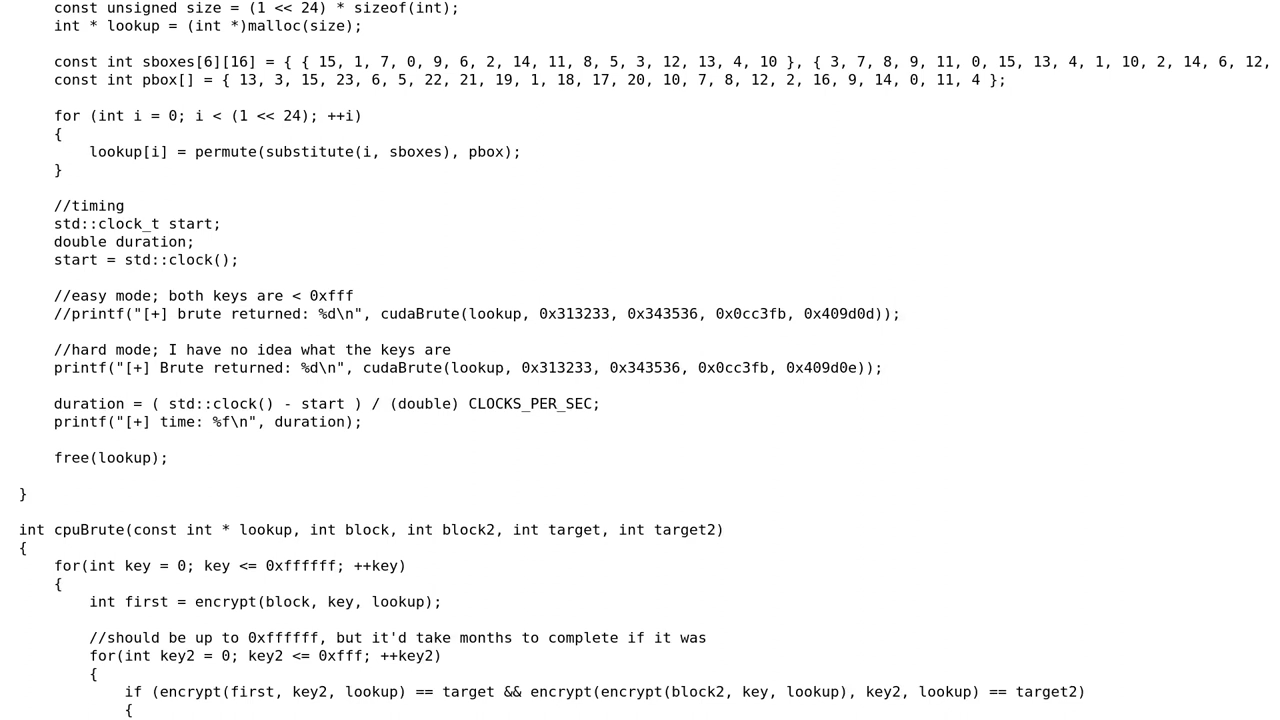 const unsigned size = (1 << 24) * sizeof(int);
int * lookup = (int *)malloc(size);
const int sboxes[6][16] = { { 15, 1, 7, 0, 9, 6, 2, 14, 11, 8, 5, 3, 12, 13, 4, 10 }, { 3, 7, 8, 9, 11, 0, 15, 13, 4, 1, 10, 2, 14, 6, 12,
const int pbox[] = { 13, 3, 15, 23, 6, 5, 22, 21, 19, 1, 18, 17, 20, 10, 7, 8, 12, 2, 16, 9, 14, 0, 11, 4 };
for (int i = 0; i < (1 << 24); ++i)
{
lookup[i] = permute(substitute(i, sboxes), pbox);
}
//timing
std::clock_t start;
double duration;
start = std::clock();
//easy mode; both keys are < 0xfff
//printf("[+] brute returned: %d\n", cudaBrute(lookup, 0x313233, 0x343536, 0x0cc3fb, 0x409d0d));
//hard mode; I have no idea what the keys are
printf("[+] Brute returned: %d\n", cudaBrute(lookup, 0x313233, 0x343536, 0x0cc3fb, 0x409d0e));
duration = ( std::clock() - start ) / (double) CLOCKS_PER_SEC;
printf("[+] time: %f\n", duration);
free(lookup);
}
int cpuBrute(const int * lookup, int block, int block2, int target, int target2)
{
for(int key = 0; key <= 0xffffff; ++key)
{
int first = encrypt(block, key, lookup);
//should be up to 0xffffff, but it'd take months to complete if it was
for(int key2 = 0; key2 <= 0xfff; ++key2)
{
if (encrypt(first, key2, lookup) == target && encrypt(encrypt(block2, key, lookup), key2, lookup) == target2)
{